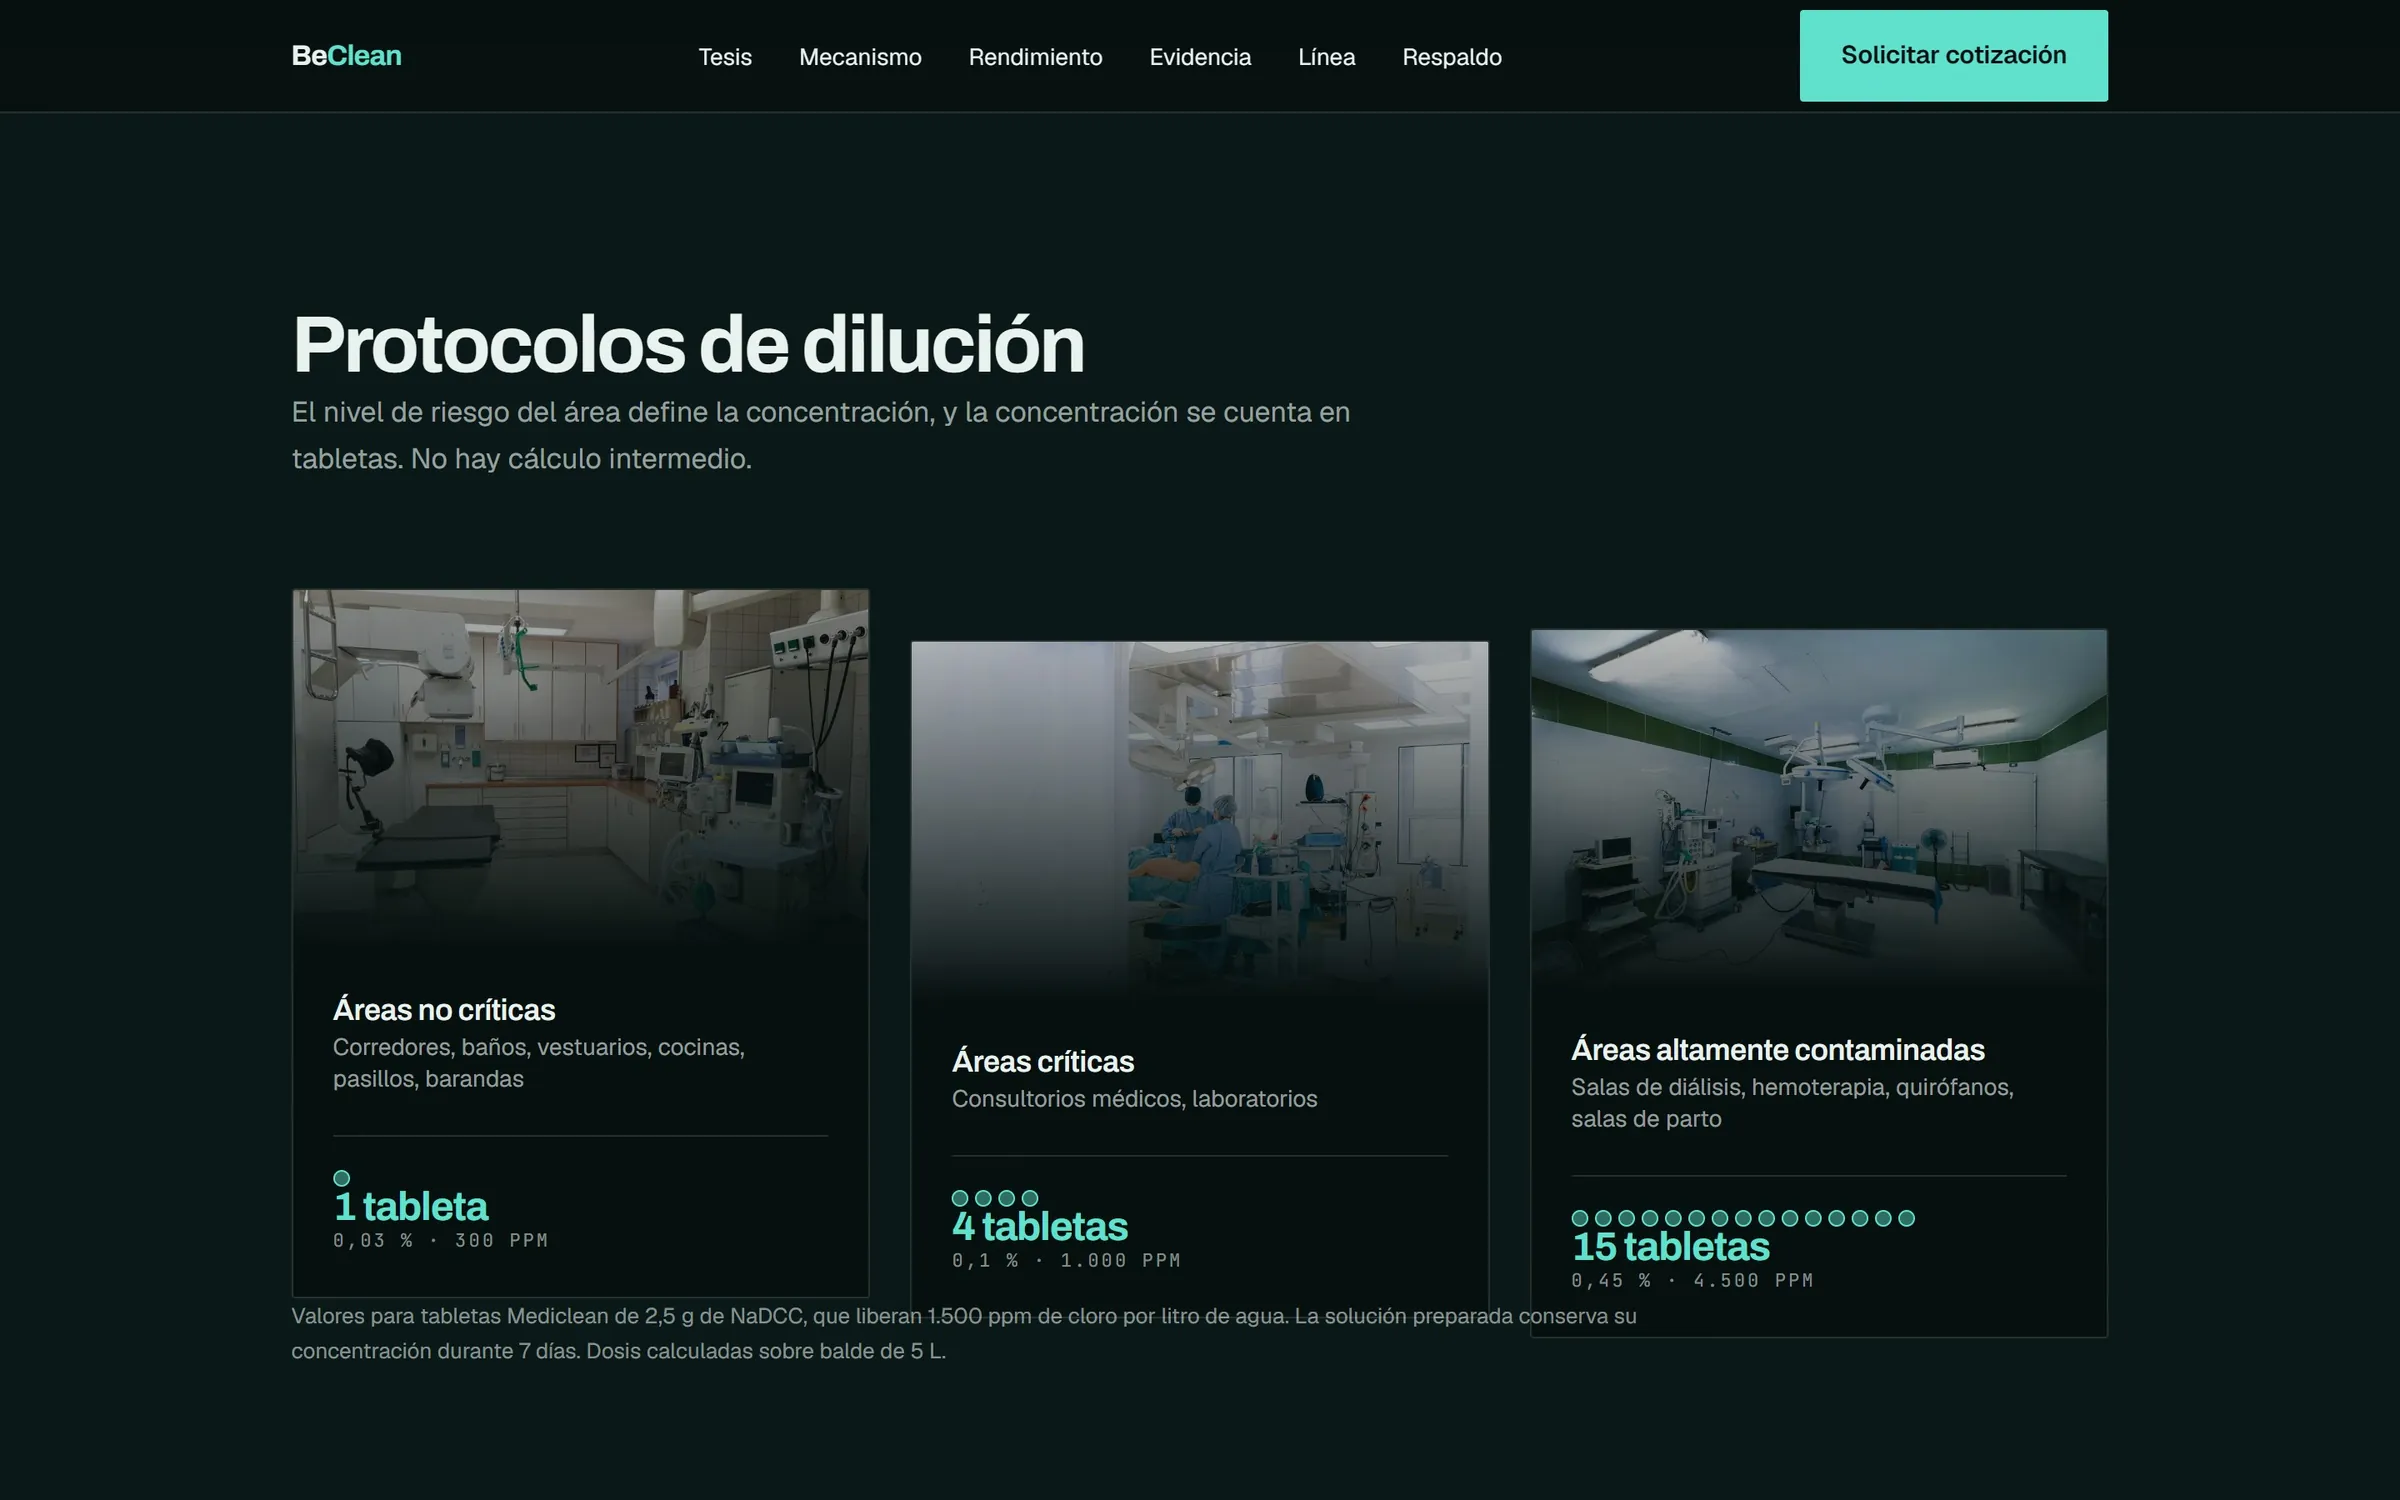 BeClean
Tesis
Mecanismo
Rendimiento
Evidencia
Línea
Respaldo
Solicitar cotización
Protocolos de dilución
El nivel de riesgo del área define la concentración, y la concentración se cuenta en
tabletas. No hay cálculo intermedio.
Áreas no críticas
Corredores, baños, vestuarios, cocinas,
pasillos, barandas
1 tableta
0,03 % · 300 PPM
Áreas críticas
Consultorios médicos, laboratorios
4 tabletas
0,1 % · 1.000 PPM
Áreas altamente contaminadas
Salas de diálisis, hemoterapia, quirófanos,
salas de parto
15 tabletas
0,45 % · 4.500 PPM
Valores para tabletas Mediclean de 2,5 g de NaDCC, que liberan 1.500 ppm de cloro por litro de agua. La solución preparada conserva su
concentración durante 7 días. Dosis calculadas sobre balde de 5 L.